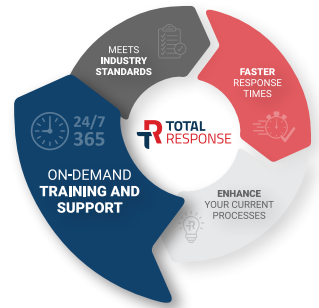 MEETS
INDUSTRY
STANDARDS
FASTER
RESPONSE
TIMES
24/7
365
TR TOTAL
RESPONSE
ON-DEMAND
TRAINING AND
SUPPORT
ENHANCE
YOUR CURRENT
PROCESSES